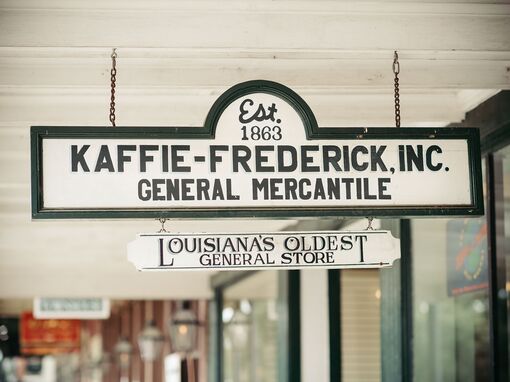 Est.
1863
KAFFIE-FREDERICK, INC.
GENERAL MERCANTILE
LOUISIANA'S OLDEST
GENERAL STORE